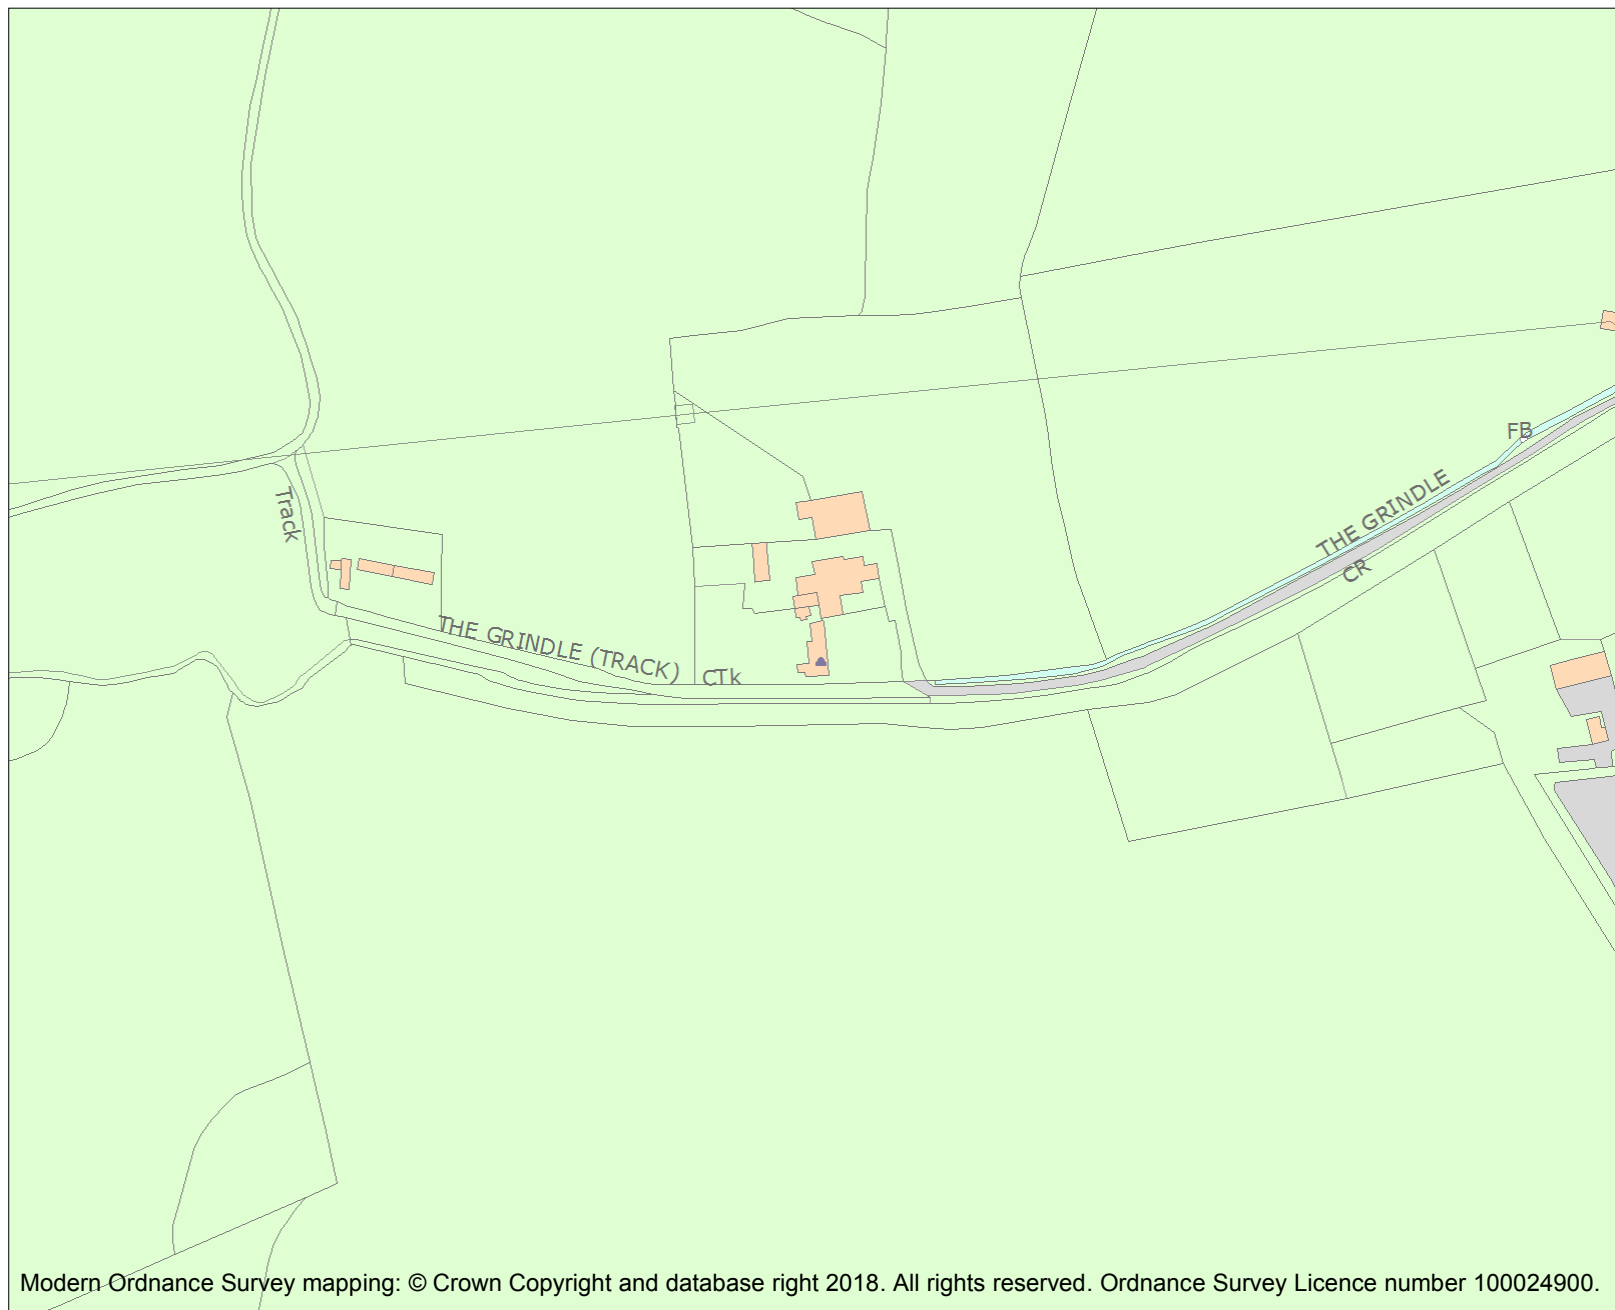 FB
THE GRINDLE
CR
Track
THE GRINDLE (TRACK)
CTk
Modern Ordnance Survey mapping: © Crown Copyright and database right 2018. All rights reserved. Ordnance Survey Licence number 100024900.